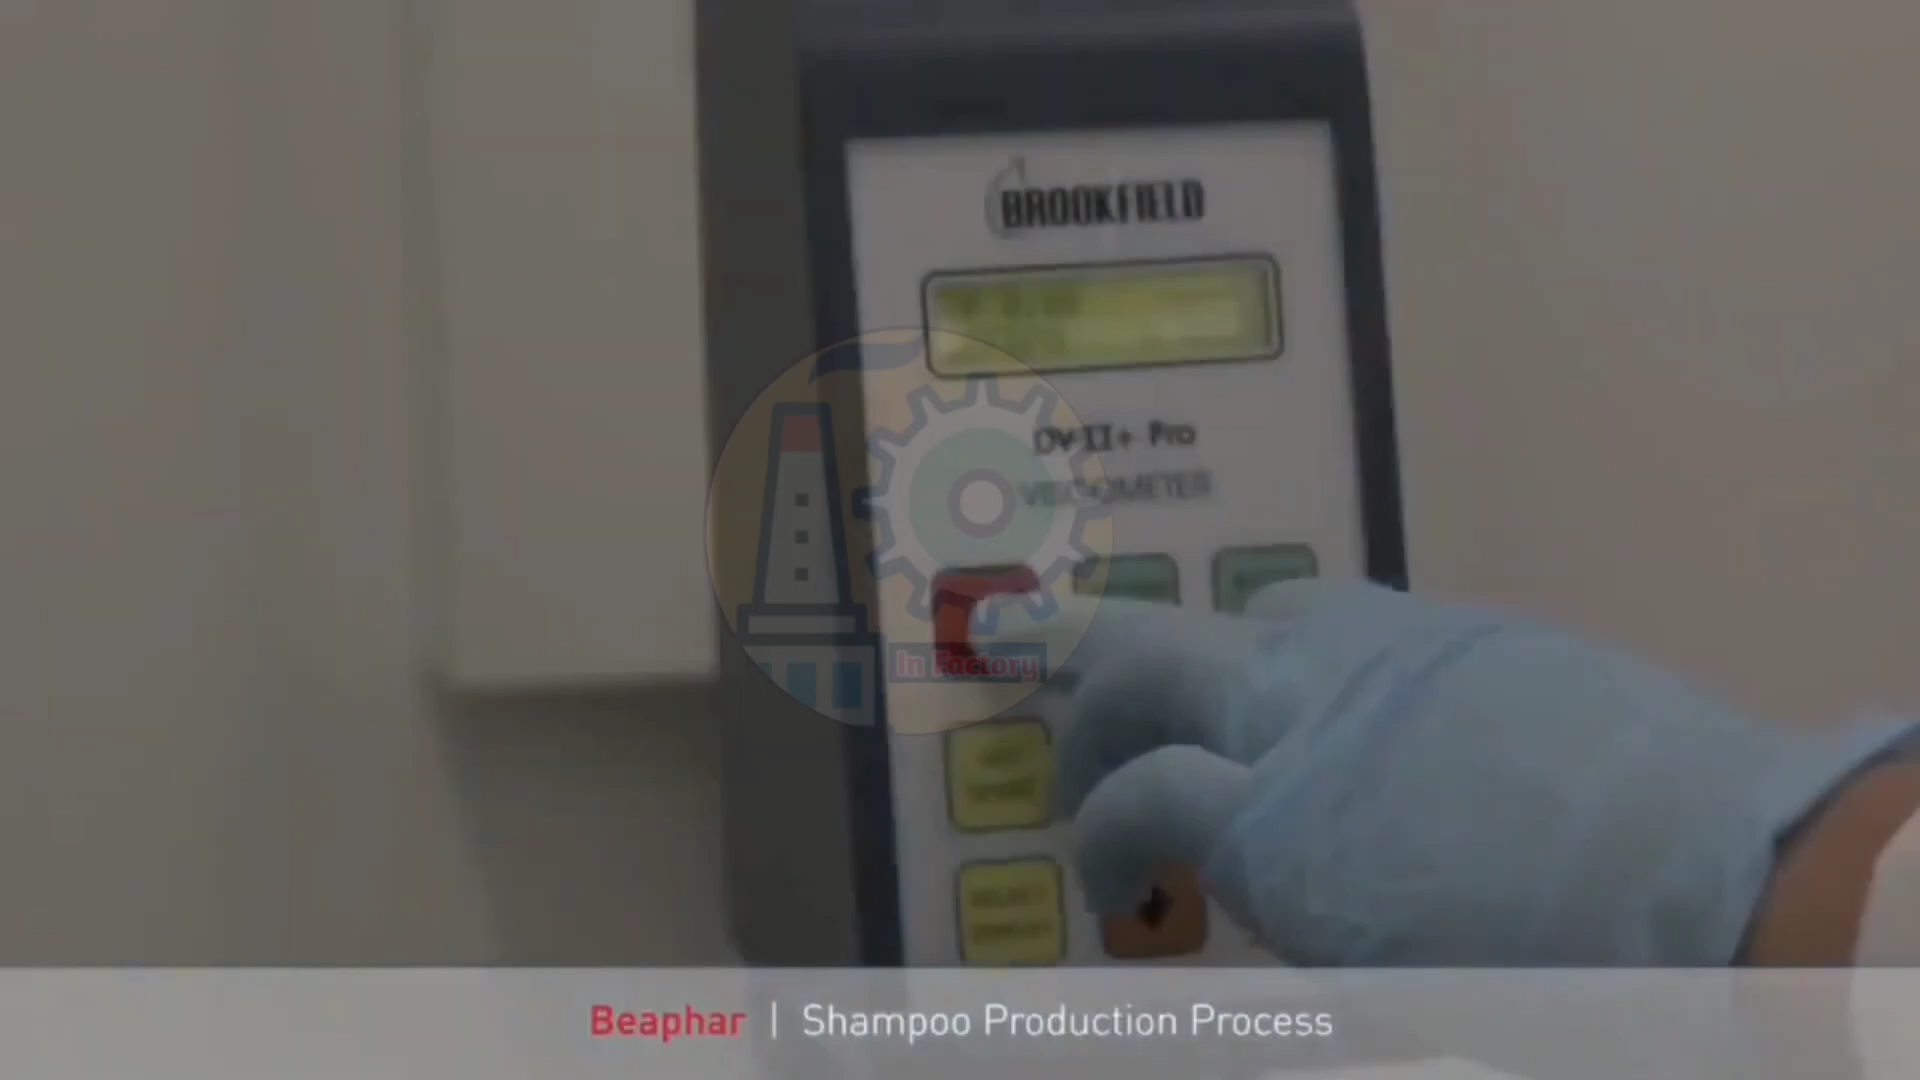 BROOKFIELD
DV-II+ Pro
VISCOMETER
In Factory
Beaphar | Shampoo Production Process